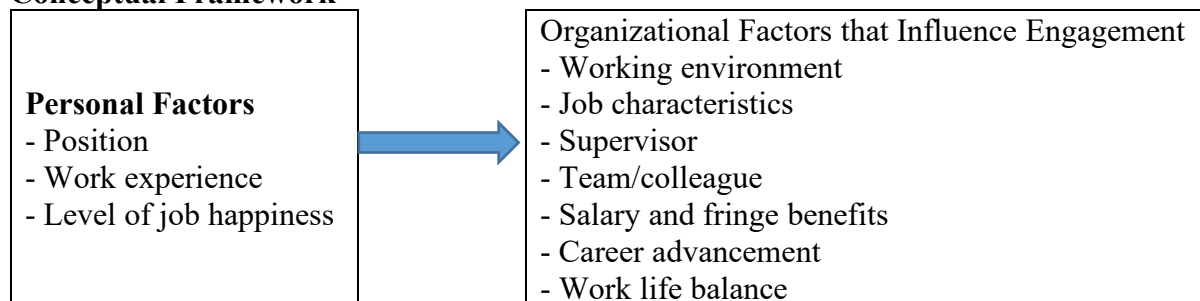 Conceptual Framework
Personal Factors
- Position
- Work experience
- Level of job happiness
Organizational Factors that Influence Engagement
- Working environment
- Job characteristics
- Supervisor
- Team/colleague
- Salary and fringe benefits
- Career advancement
- Work life balance